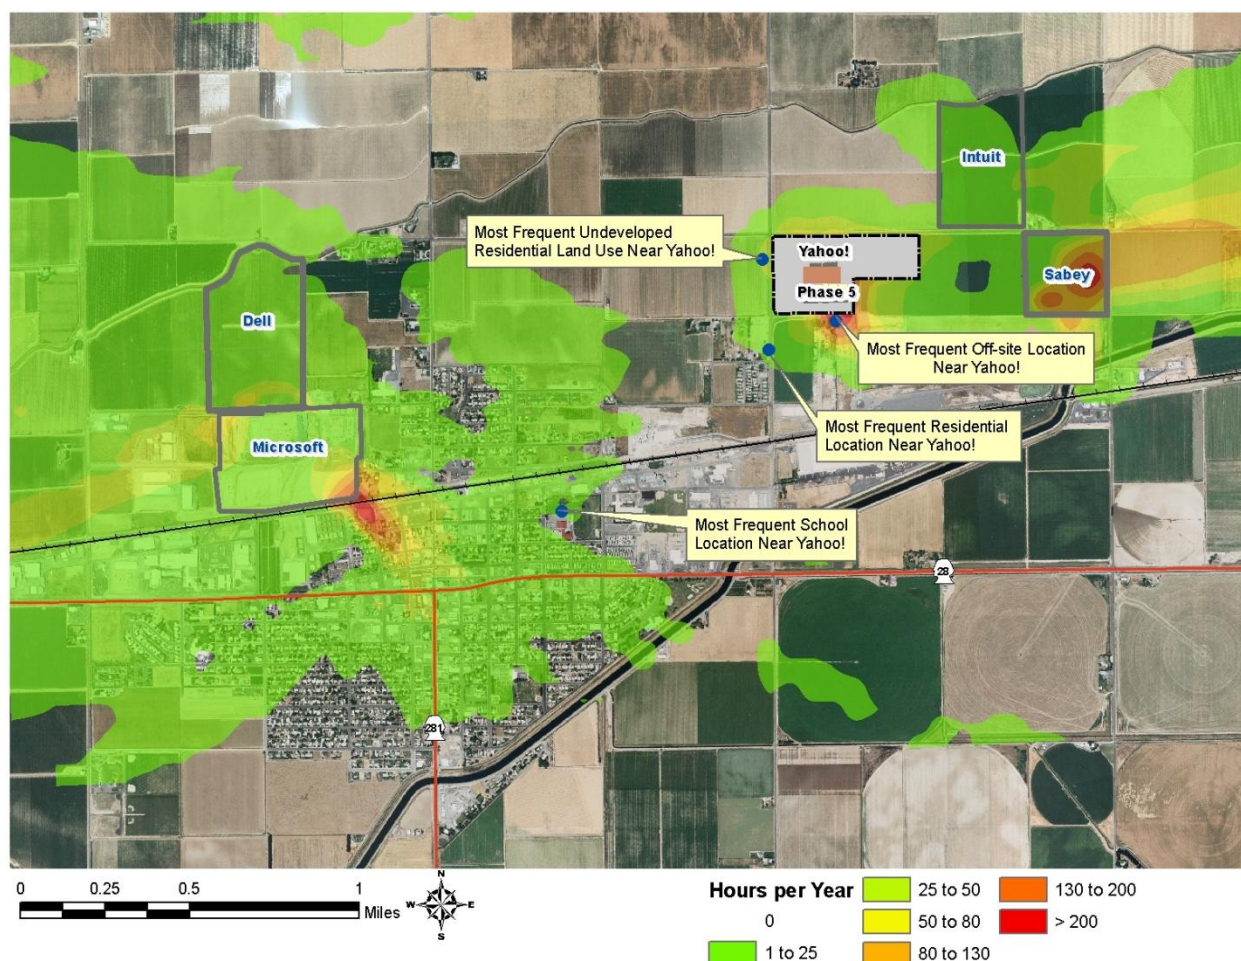 Intuit
Most Frequent Undeveloped
Residential Land Use Near Yahoo!
Yahoo!
Sabey
Phase 5
Dell
Most Frequent Off-site Location
Near Yahoo!
Most Frequent Residential
Location Near Yahoo!
Microsoft
Most Frequent School
Location Near Yahoo!
28
281
0 0.25 0.5 1
Miles
N
W E
S
Hours per Year
0
1 to 25
25 to 50
50 to 80
80 to 130
130 to 200
> 200